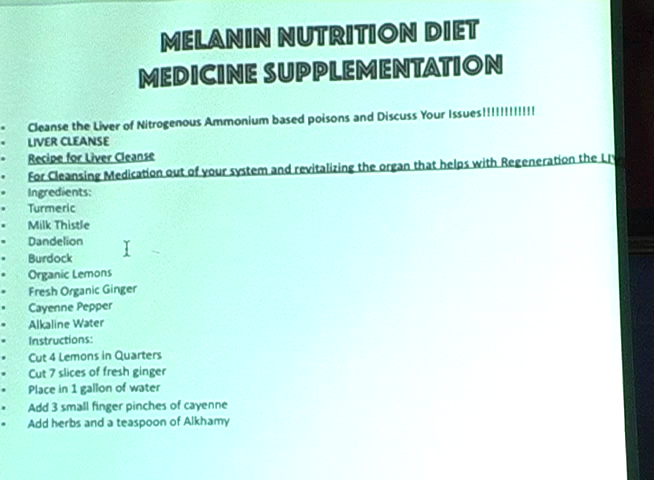 MELANIN NUTRITION DIET
MEDICINE SUPPLEMENTATION
• Cleanse the Liver of Nitrogenous Ammonium based poisons and Discuss Your Issues!!!!!!!!!!!!
• LIVER CLEANSE
• Recipe for Liver Cleanse
• For Cleansing Medication out of your system and revitalizing the organ that helps with Regeneration the
• Ingredients:
• Turmeric
• Milk Thistle
• Dandelion
• Burdock
• Organic Lemons
• Fresh Organic Ginger
• Cayenne Pepper
• Alkaline Water
• Instructions:
• Cut 4 Lemons in Quarters
• Cut 7 slices of fresh ginger
• Place in 1 gallon of water
• Add 3 small finger pinches of cayenne
• Add herbs and a teaspoon of Alkhamy